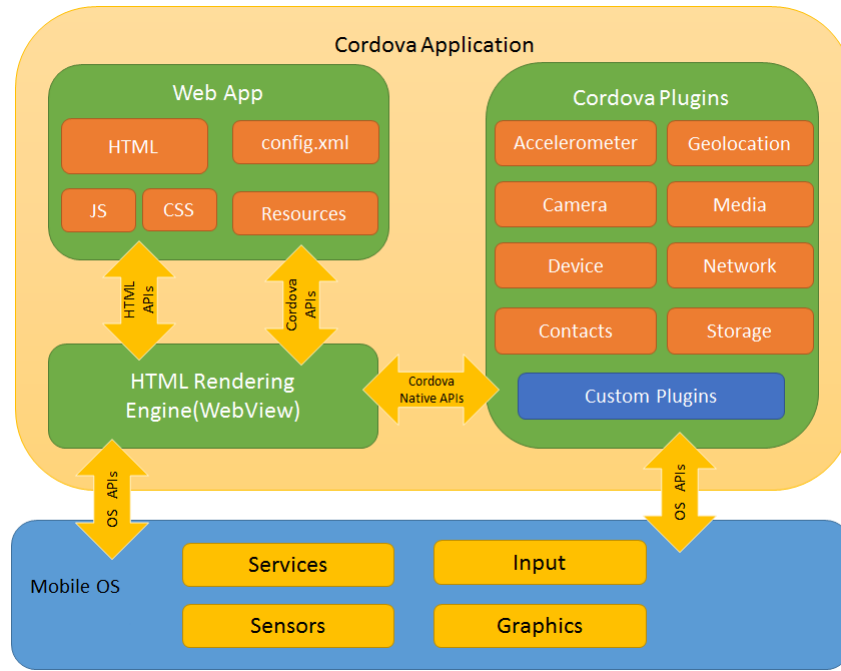 Cordova Application
Web App
HTML
config.xml
JS
CSS
Resources
HTML
APIs
Cordova
APIs
HTML Rendering
Engine(WebView)
Cordova
Native APIs
Cordova Plugins
Accelerometer
Geolocation
Camera
Media
Device
Network
Contacts
Storage
Custom Plugins
OS APIs
OS APIs
Mobile OS
Services
Input
Sensors
Graphics